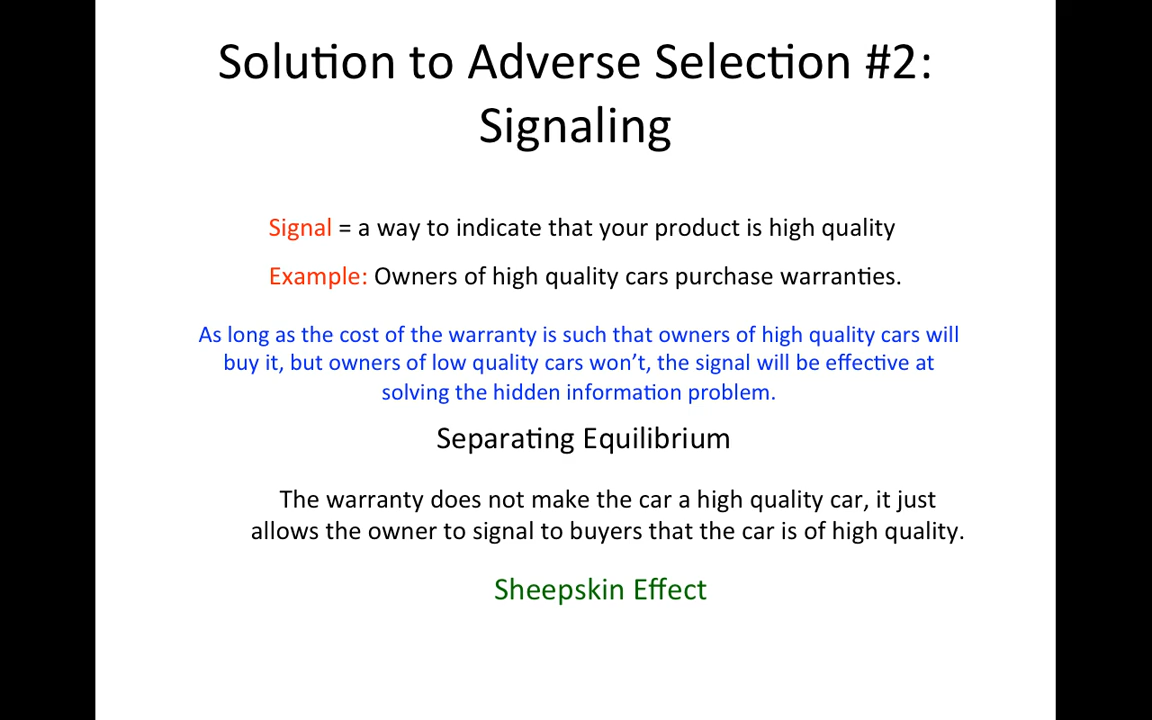 Solution to Adverse Selection #2:
Signaling
Signal = a way to indicate that your product is high quality
Example: Owners of high quality cars purchase warranties.
As long as the cost of the warranty is such that owners of high quality cars will
buy it, but owners of low quality cars won’t, the signal will be effective at
solving the hidden information problem.
Separating Equilibrium
The warranty does not make the car a high quality car, it just
allows the owner to signal to buyers that the car is of high quality.
Sheepskin Effect